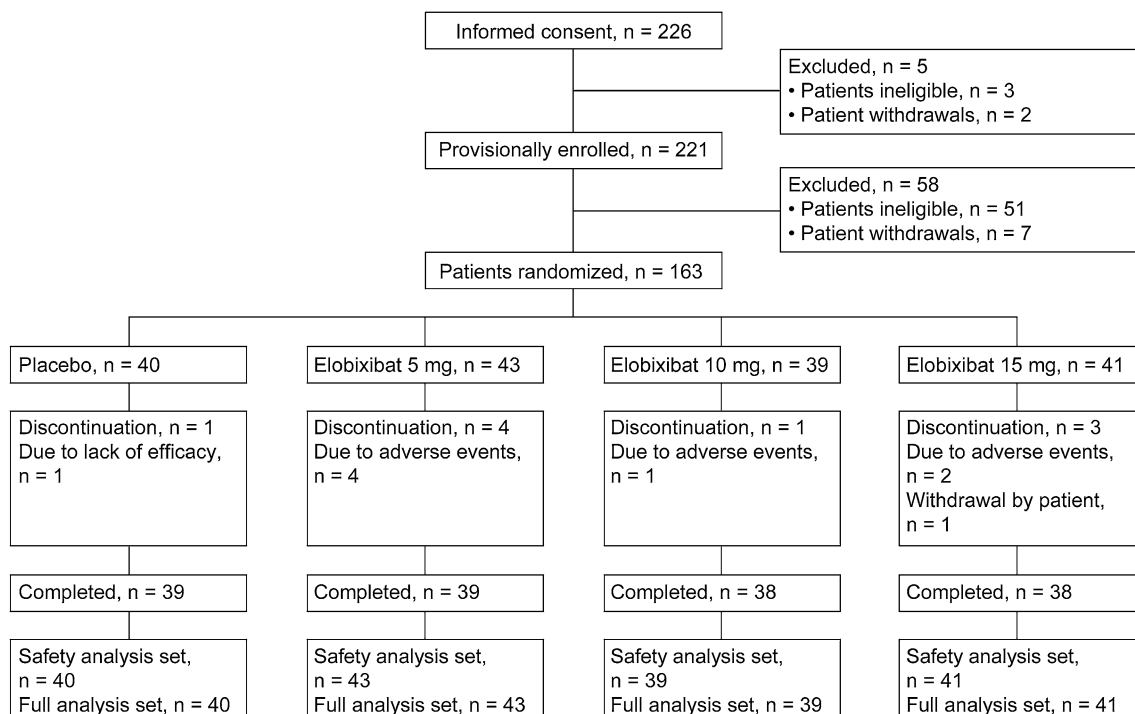 Informed consent, n = 226
Excluded, n = 5
• Patients ineligible, n = 3
• Patient withdrawals, n = 2
Provisionally enrolled, n = 221
Excluded, n = 58
• Patients ineligible, n = 51
• Patient withdrawals, n = 7
Patients randomized, n = 163
Placebo, n = 40
Elobixibat 5 mg, n = 43
Elobixibat 10 mg, n = 39
Elobixibat 15 mg, n = 41
Discontinuation, n = 1
Due to lack of efficacy,
n = 1
Discontinuation, n = 4
Due to adverse events,
n = 4
Discontinuation, n = 1
Due to adverse events,
n = 1
Discontinuation, n = 3
Due to adverse events,
n = 2
Withdrawal by patient,
n = 1
Completed, n = 39
Completed, n = 39
Completed, n = 38
Completed, n = 38
Safety analysis set,
n = 40
Full analysis set, n = 40
Safety analysis set,
n = 43
Full analysis set, n = 43
Safety analysis set,
n = 39
Full analysis set, n = 39
Safety analysis set,
n = 41
Full analysis set, n = 41